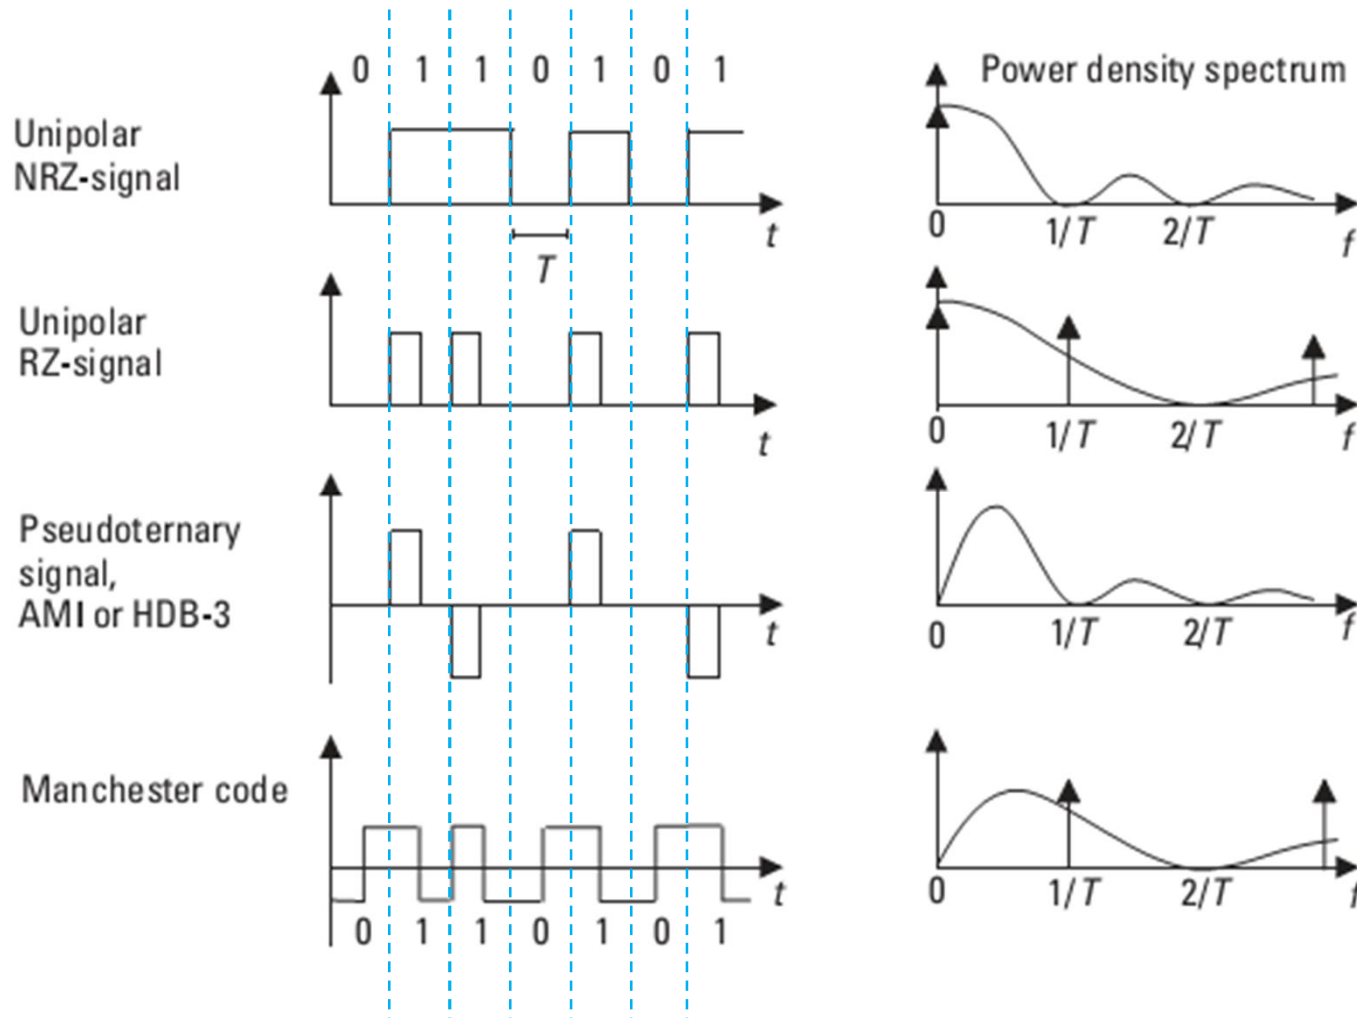 0 1 1 0 1 0 1
Power density spectrum
Unipolar
NRZ-signal
t
T
0 1/T 2/T f
Unipolar
RZ-signal
t
0 1/T 2/T f
Pseudoternary
signal,
AMI or HDB-3
t
0 1/T 2/T f
Manchester code
t
0 1 1 0 1 0 1
0 1/T 2/T f